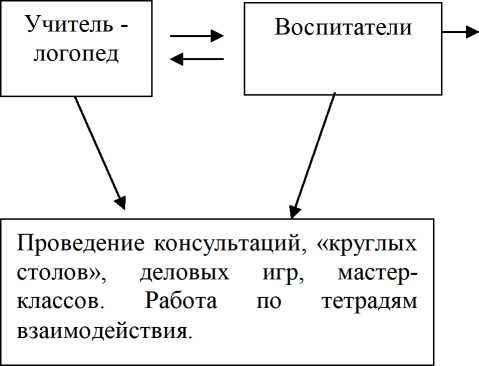 Учитель -
логопед
Воспитатели
Проведение консультаций, «круглых
столов», деловых игр, мастер-
классов. Работа по тетрадям
взаимодействия.